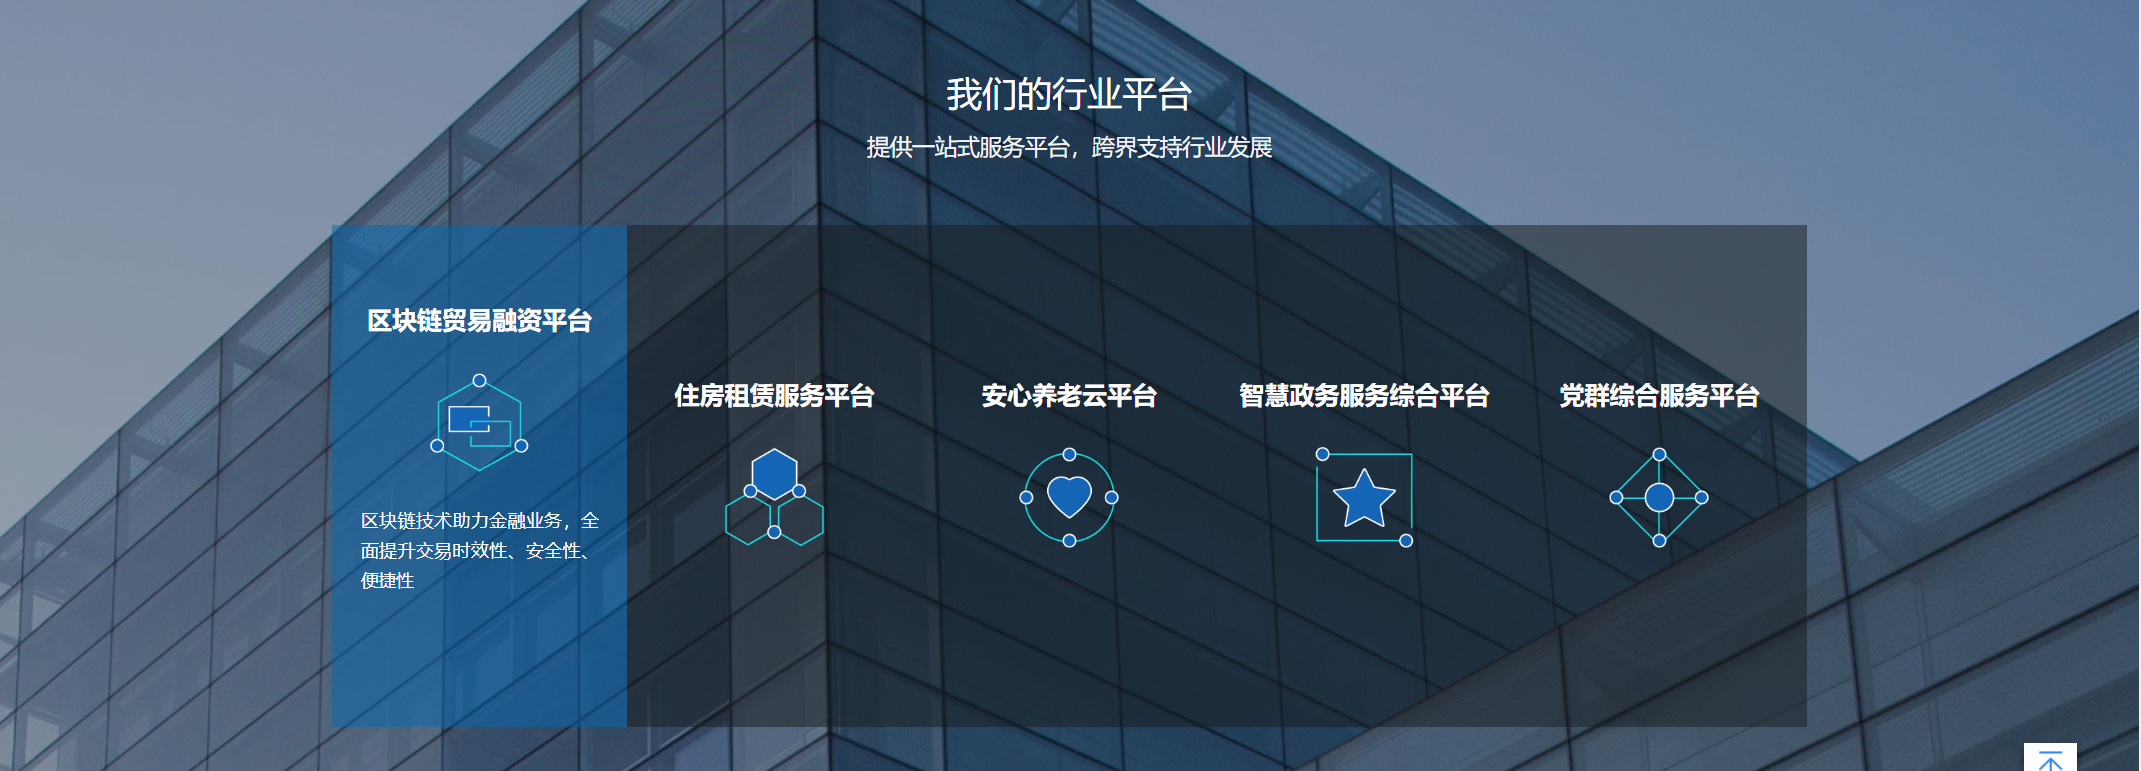 我们的行业平台
提供一站式服务平台，跨界支持行业发展
区块链贸易融资平台
区块链技术助力金融业务，全
面提升交易时效性、安全性、
便捷性
住房租赁服务平台
安心养老云平台
智慧政务服务综合平台
党群综合服务平台